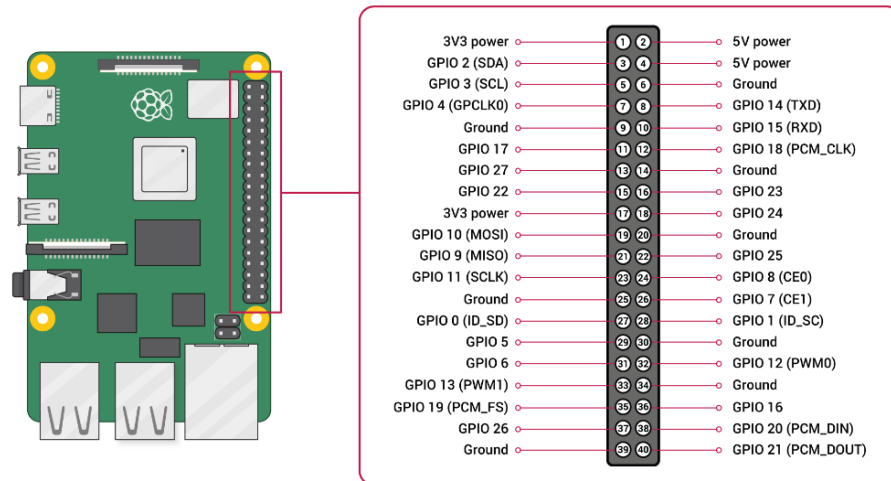 3V3 power 1 2 5V power
GPIO 2 (SDA) 3 4 5V power
GPIO 3 (SCL) 5 6 Ground
GPIO 4 (GPCLK0) 7 8 GPIO 14 (TXD)
Ground 9 10 GPIO 15 (RXD)
GPIO 17 11 12 GPIO 18 (PCM_CLK)
GPIO 27 13 14 Ground
GPIO 22 15 16 GPIO 23
3V3 power 17 18 GPIO 24
GPIO 10 (MOSI) 19 20 Ground
GPIO 9 (MISO) 21 22 GPIO 25
GPIO 11 (SCLK) 23 24 GPIO 8 (CE0)
Ground 25 26 GPIO 7 (CE1)
GPIO 0 (ID_SD) 27 28 GPIO 1 (ID_SC)
GPIO 5 29 30 Ground
GPIO 6 31 32 GPIO 12 (PWM0)
GPIO 13 (PWM1) 33 34 Ground
GPIO 19 (PCM_FS) 35 36 GPIO 16
GPIO 26 37 38 GPIO 20 (PCM_DIN)
Ground 39 40 GPIO 21 (PCM_DOUT)